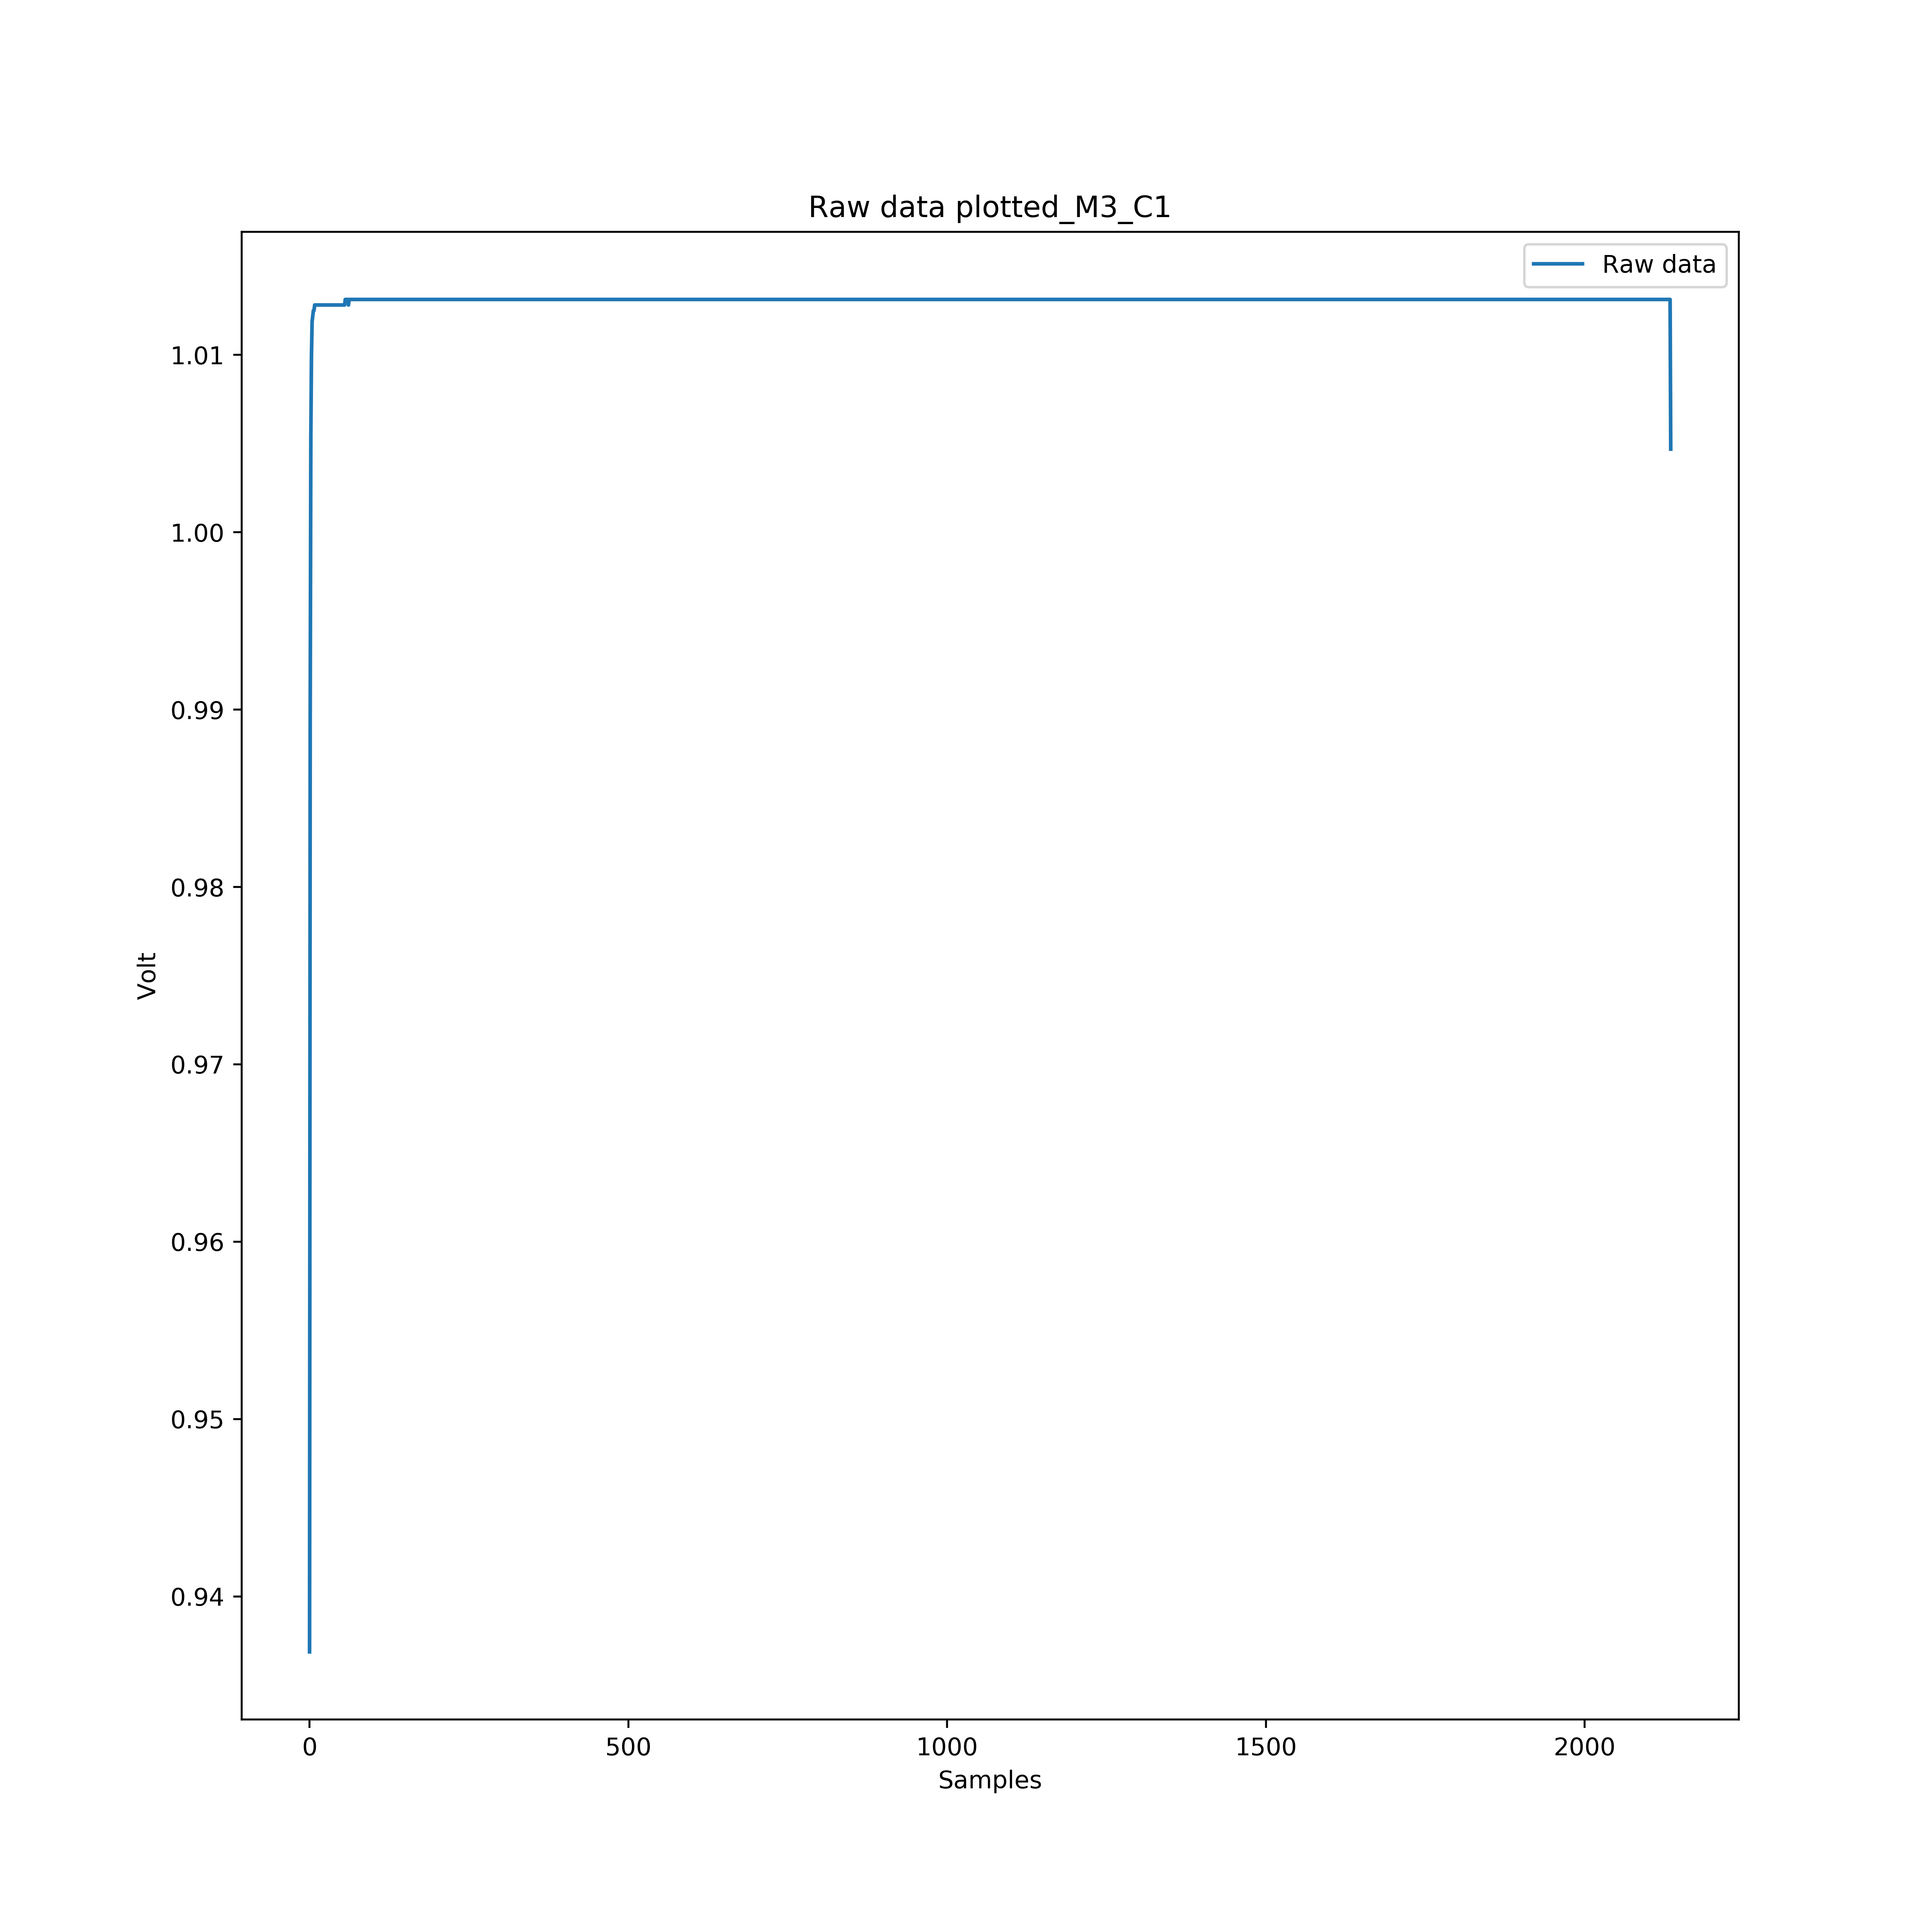 Raw data plotted_M3_C1
Raw data
1.01
1.00
0.99
0.98
0.97
0.96
0.95
0.94
Volt
0 500 1000 1500 2000
Samples